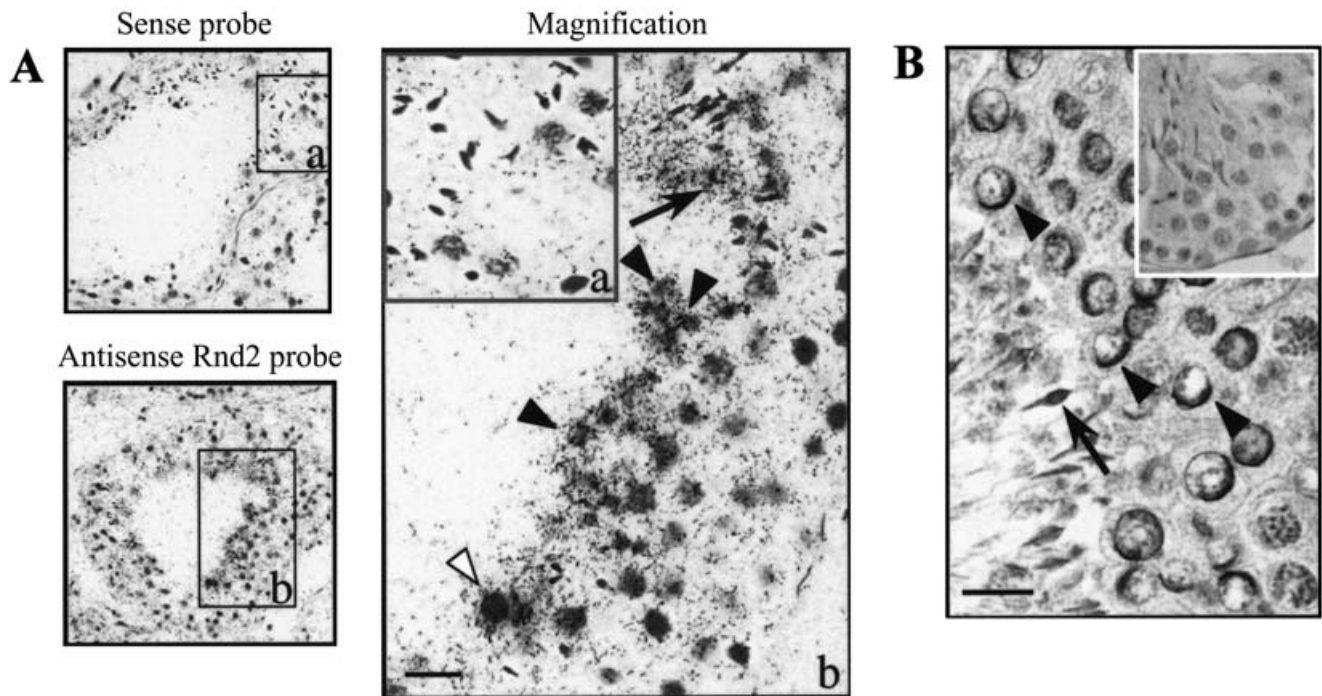 Sense probe
Magnification
A
a
Antisense Rnd2 probe
b
a
b
B